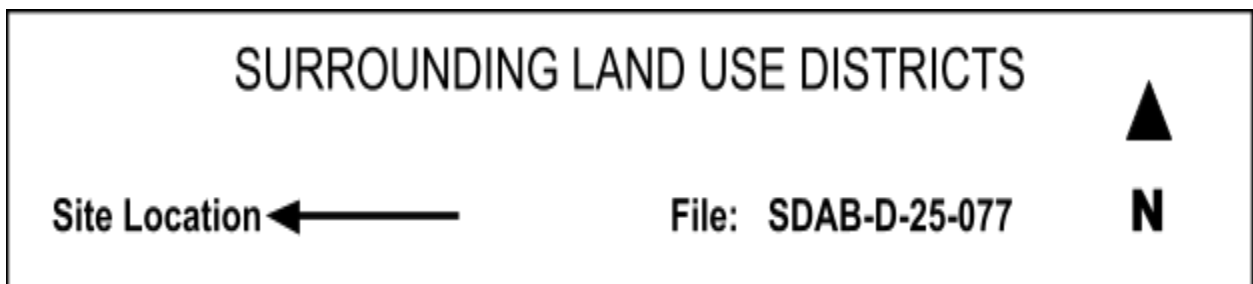 SURROUNDING LAND USE DISTRICTS
Site Location File: SDAB-D-25-077 N